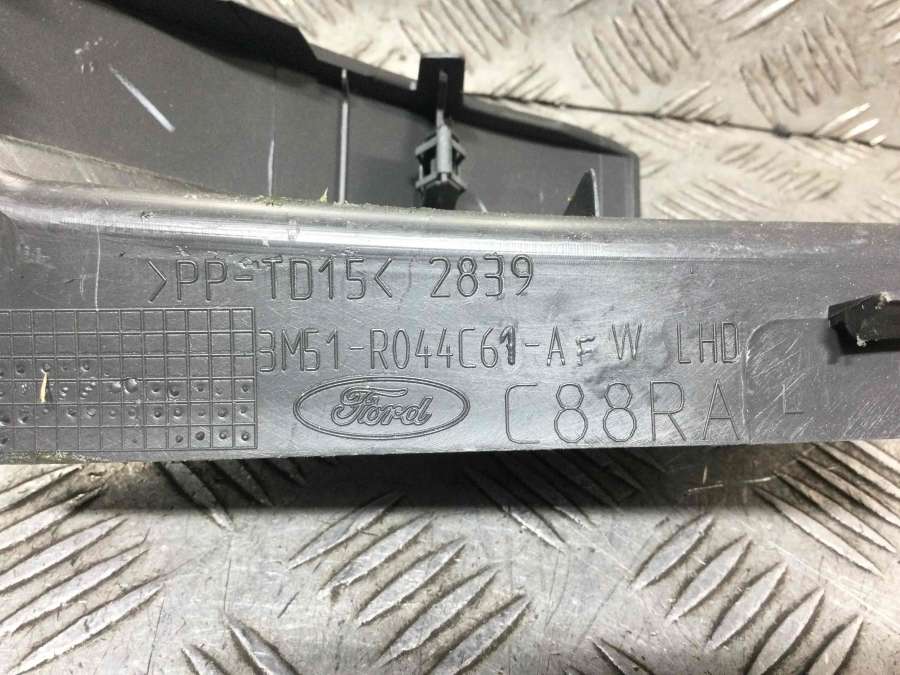 >PP-TD15< 2839
3M51-R044C61-AFW LHD
Ford
C88RA